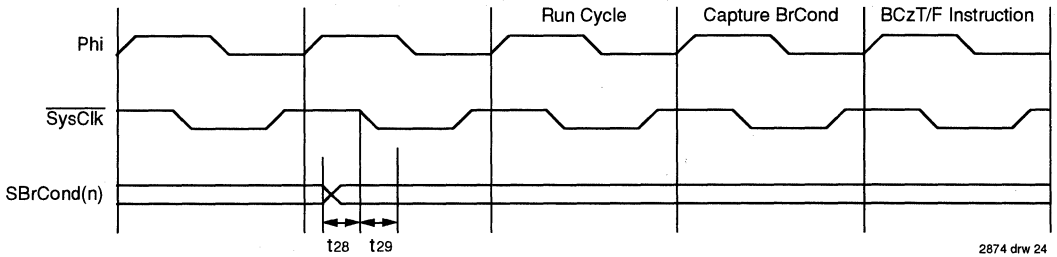 Run Cycle Capture BrCond BCzT/F Instruction
Phi
SysClk
SBrCond(n)
t28 t29
2874 drw 24